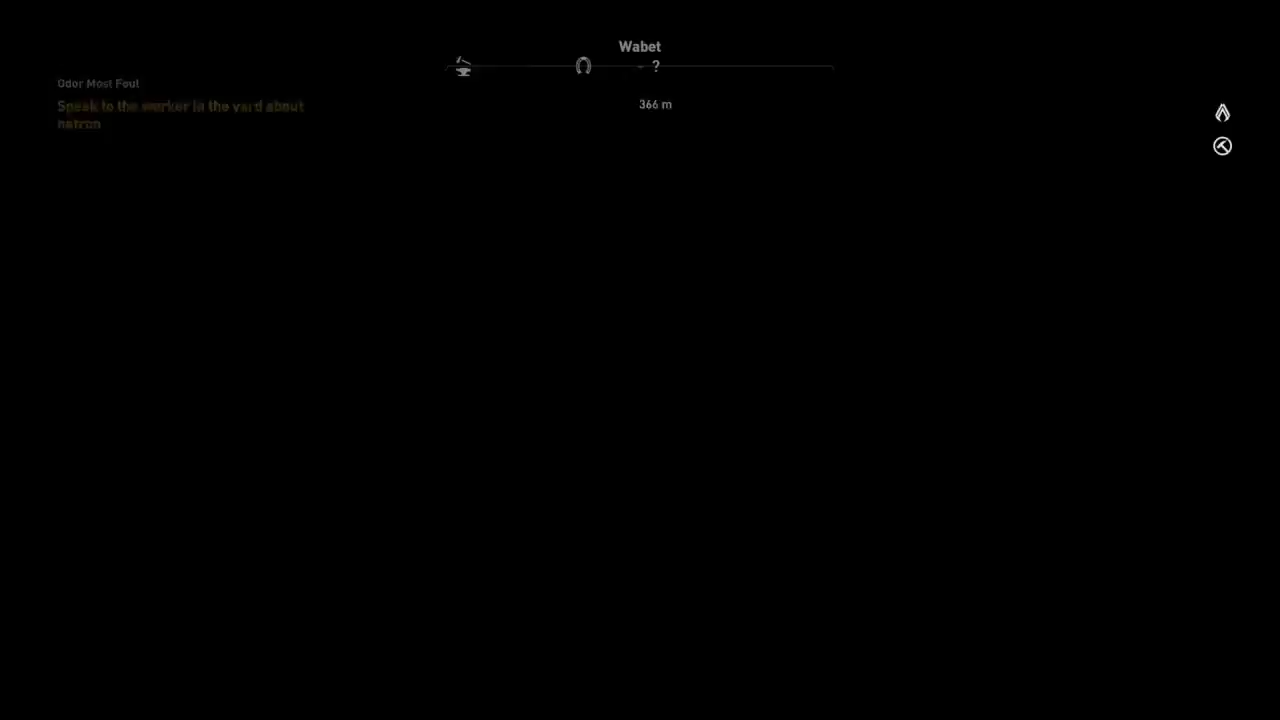 Wabet
?
Odor Most Foul
366 m
Speak to the worker in the yard about
natron